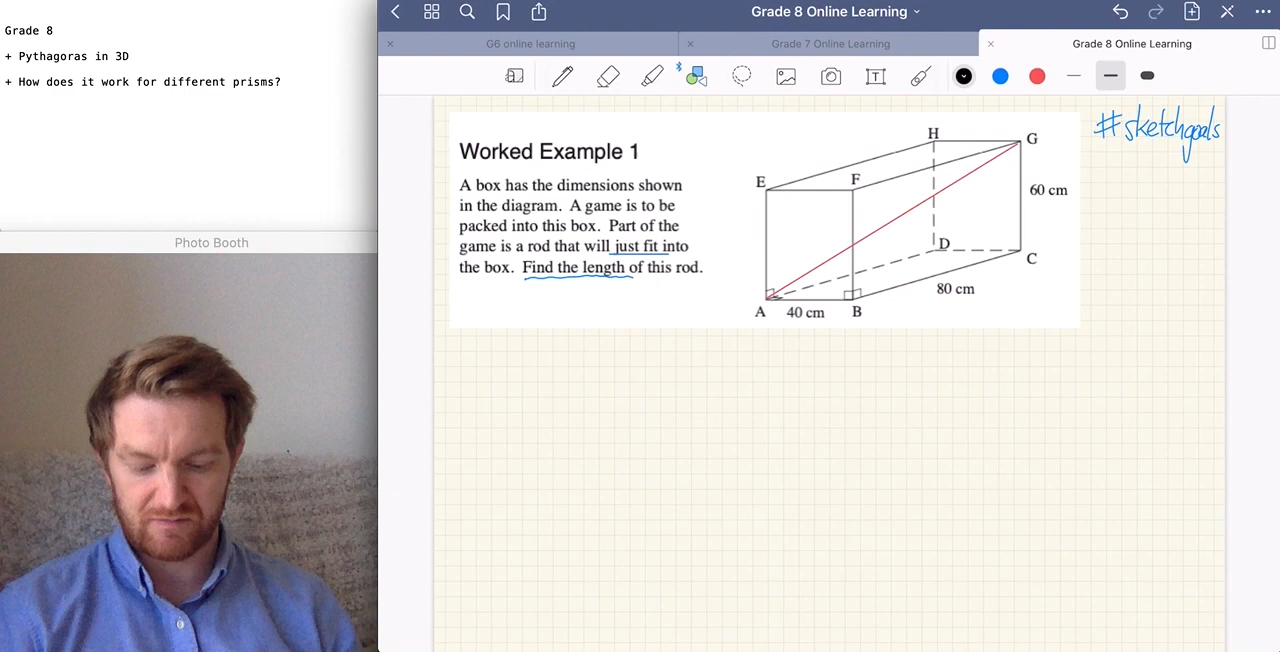 Grade 8
+ Pythagoras in 3D
+ How does it work for different prisms?
Photo Booth
Grade 8 Online Learning
G6 online learning
Grade 7 Online Learning
Grade 8 Online Learning
#sketchgoals
Worked Example 1
A box has the dimensions shown
in the diagram. A game is to be
packed into this box. Part of the
game is a rod that will just fit into
the box. Find the length of this rod.
H
G
E
F
60 cm
D
C
80 cm
A
40 cm
B